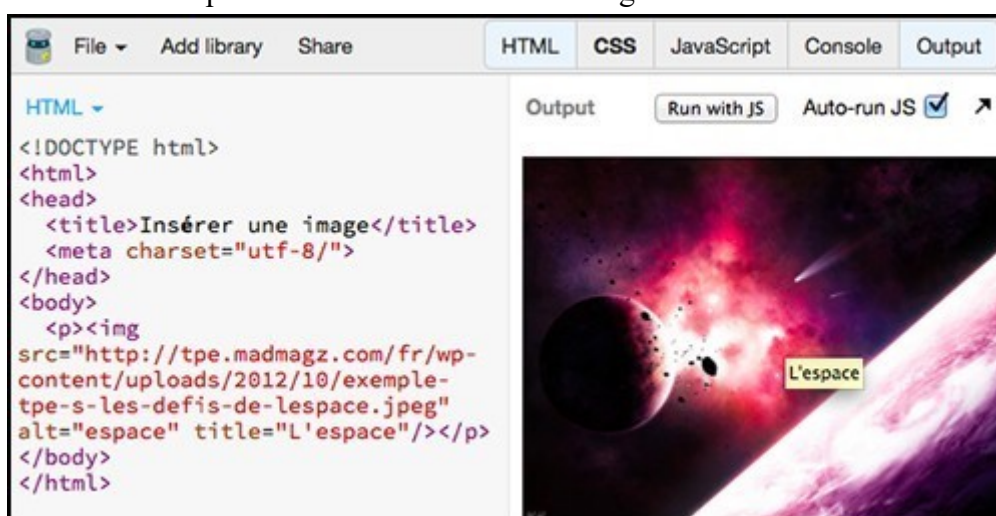 File Add library Share HTML CSS JavaScript Console Output
HTML
Output Run with JS Auto-run JS
<!DOCTYPE html>
<html>
<head>
<title>Insérer une image</title>
<meta charset="utf-8/">
</head>
<body>
<p><img
src="http://tpe.madmagz.com/fr/wp-
content/uploads/2012/10/exemple-
tpe-s-les-defis-de-lespace.jpeg"
alt="espace" title="L'espace"/></p>
</body>
</html>
L'espace